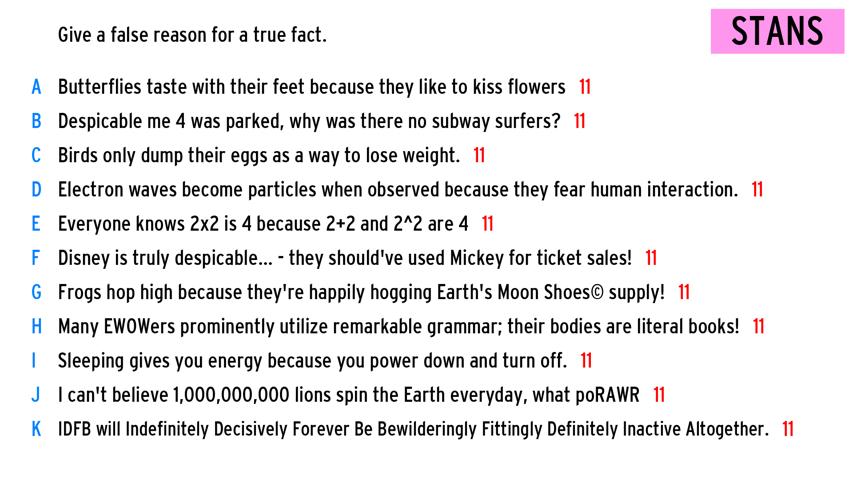 Give a false reason for a true fact.
STANS
A Butterflies taste with their feet because they like to kiss flowers 11
B Despicable me 4 was parked, why was there no subway surfers? 11
C Birds only dump their eggs as a way to lose weight. 11
D Electron waves become particles when observed because they fear human interaction. 11
E Everyone knows 2x2 is 4 because 2+2 and 2^2 are 4 11
F Disney is truly despicable... - they should've used Mickey for ticket sales! 11
G Frogs hop high because they're happily hogging Earth's Moon Shoes© supply! 11
H Many EWOWers prominently utilize remarkable grammar; their bodies are literal books! 11
I Sleeping gives you energy because you power down and turn off. 11
J I can't believe 1,000,000,000 lions spin the Earth everyday, what poRAWR 11
K IDFB will Indefinitely Decisively Forever Be Bewilderingly Fittingly Definitely Inactive Altogether. 11